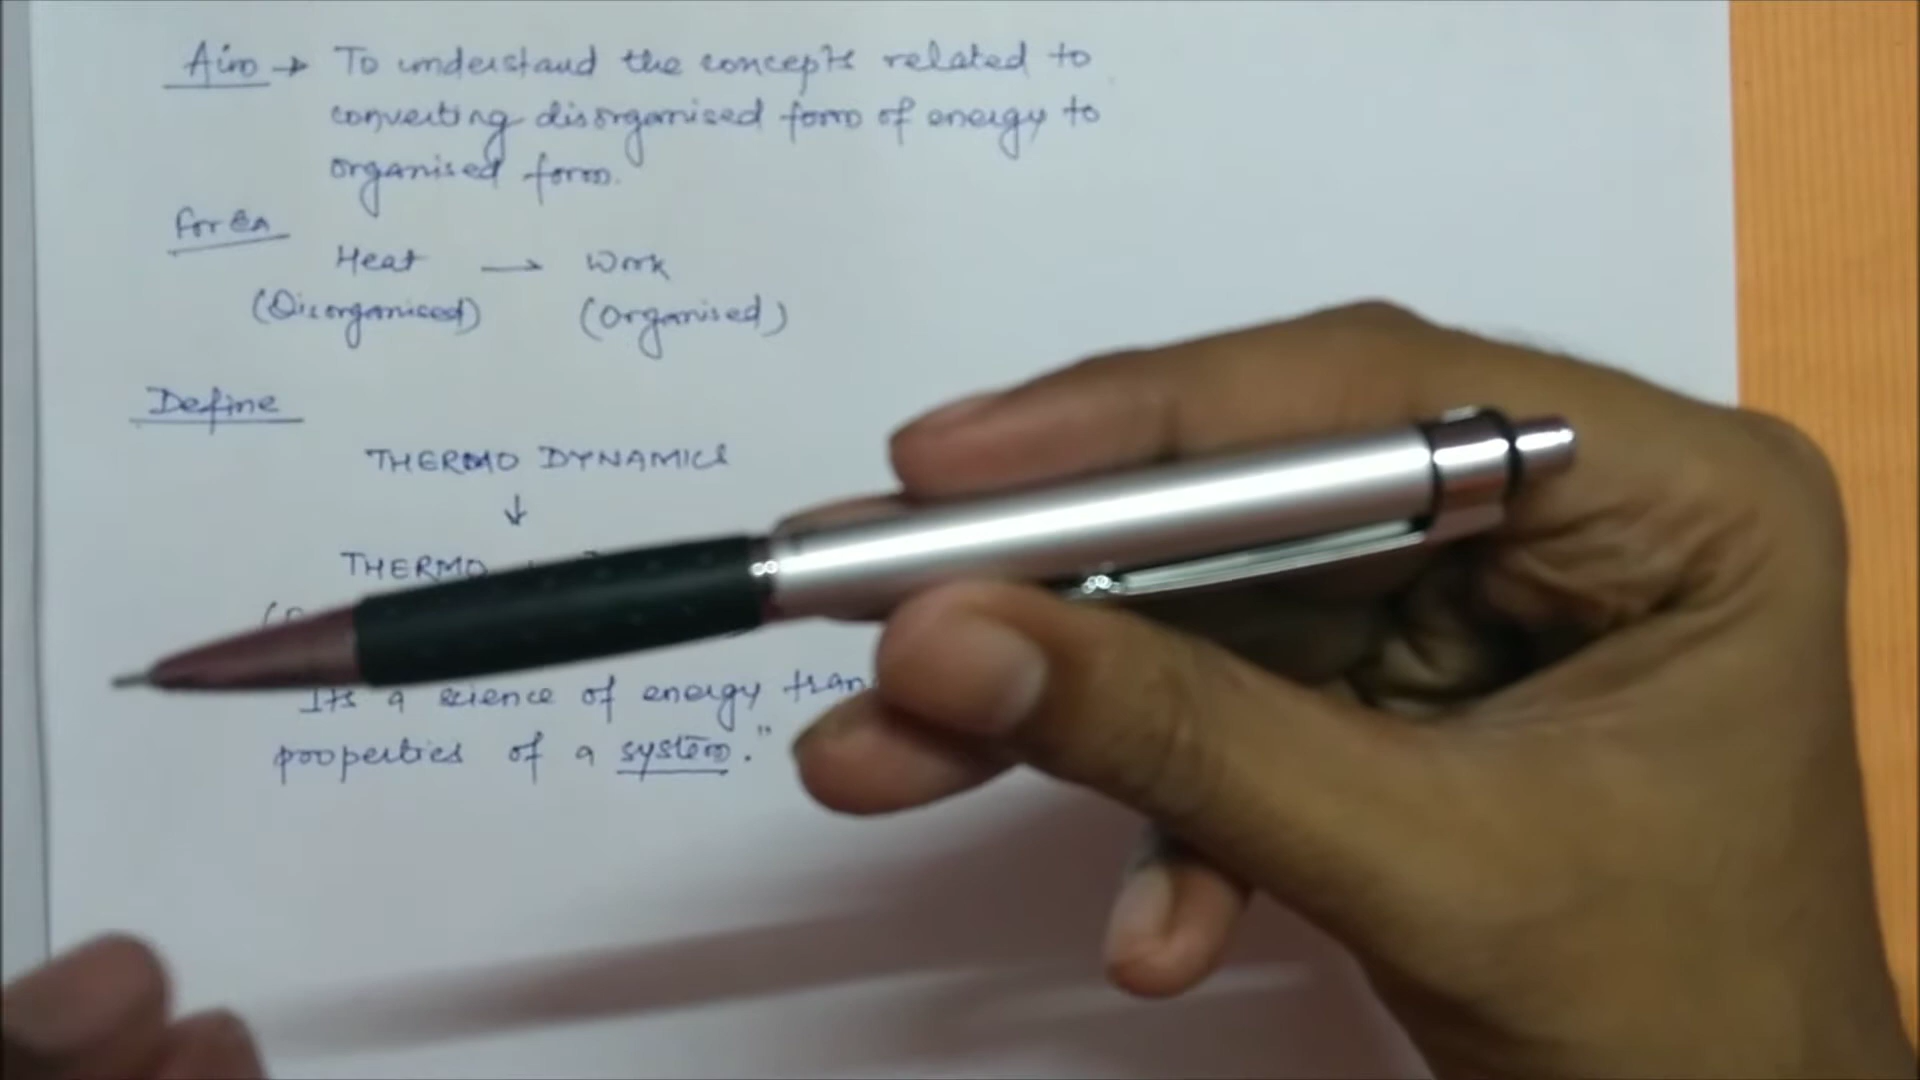 Aim → To understand the concepts related to
converting disorganised form of energy to
organised form.
For Ex
Heat → Work
(Disorganised) (Organised)
Define
THERMO DYNAMICS
↓
THERMO
Its a science of energy
properties of a system."